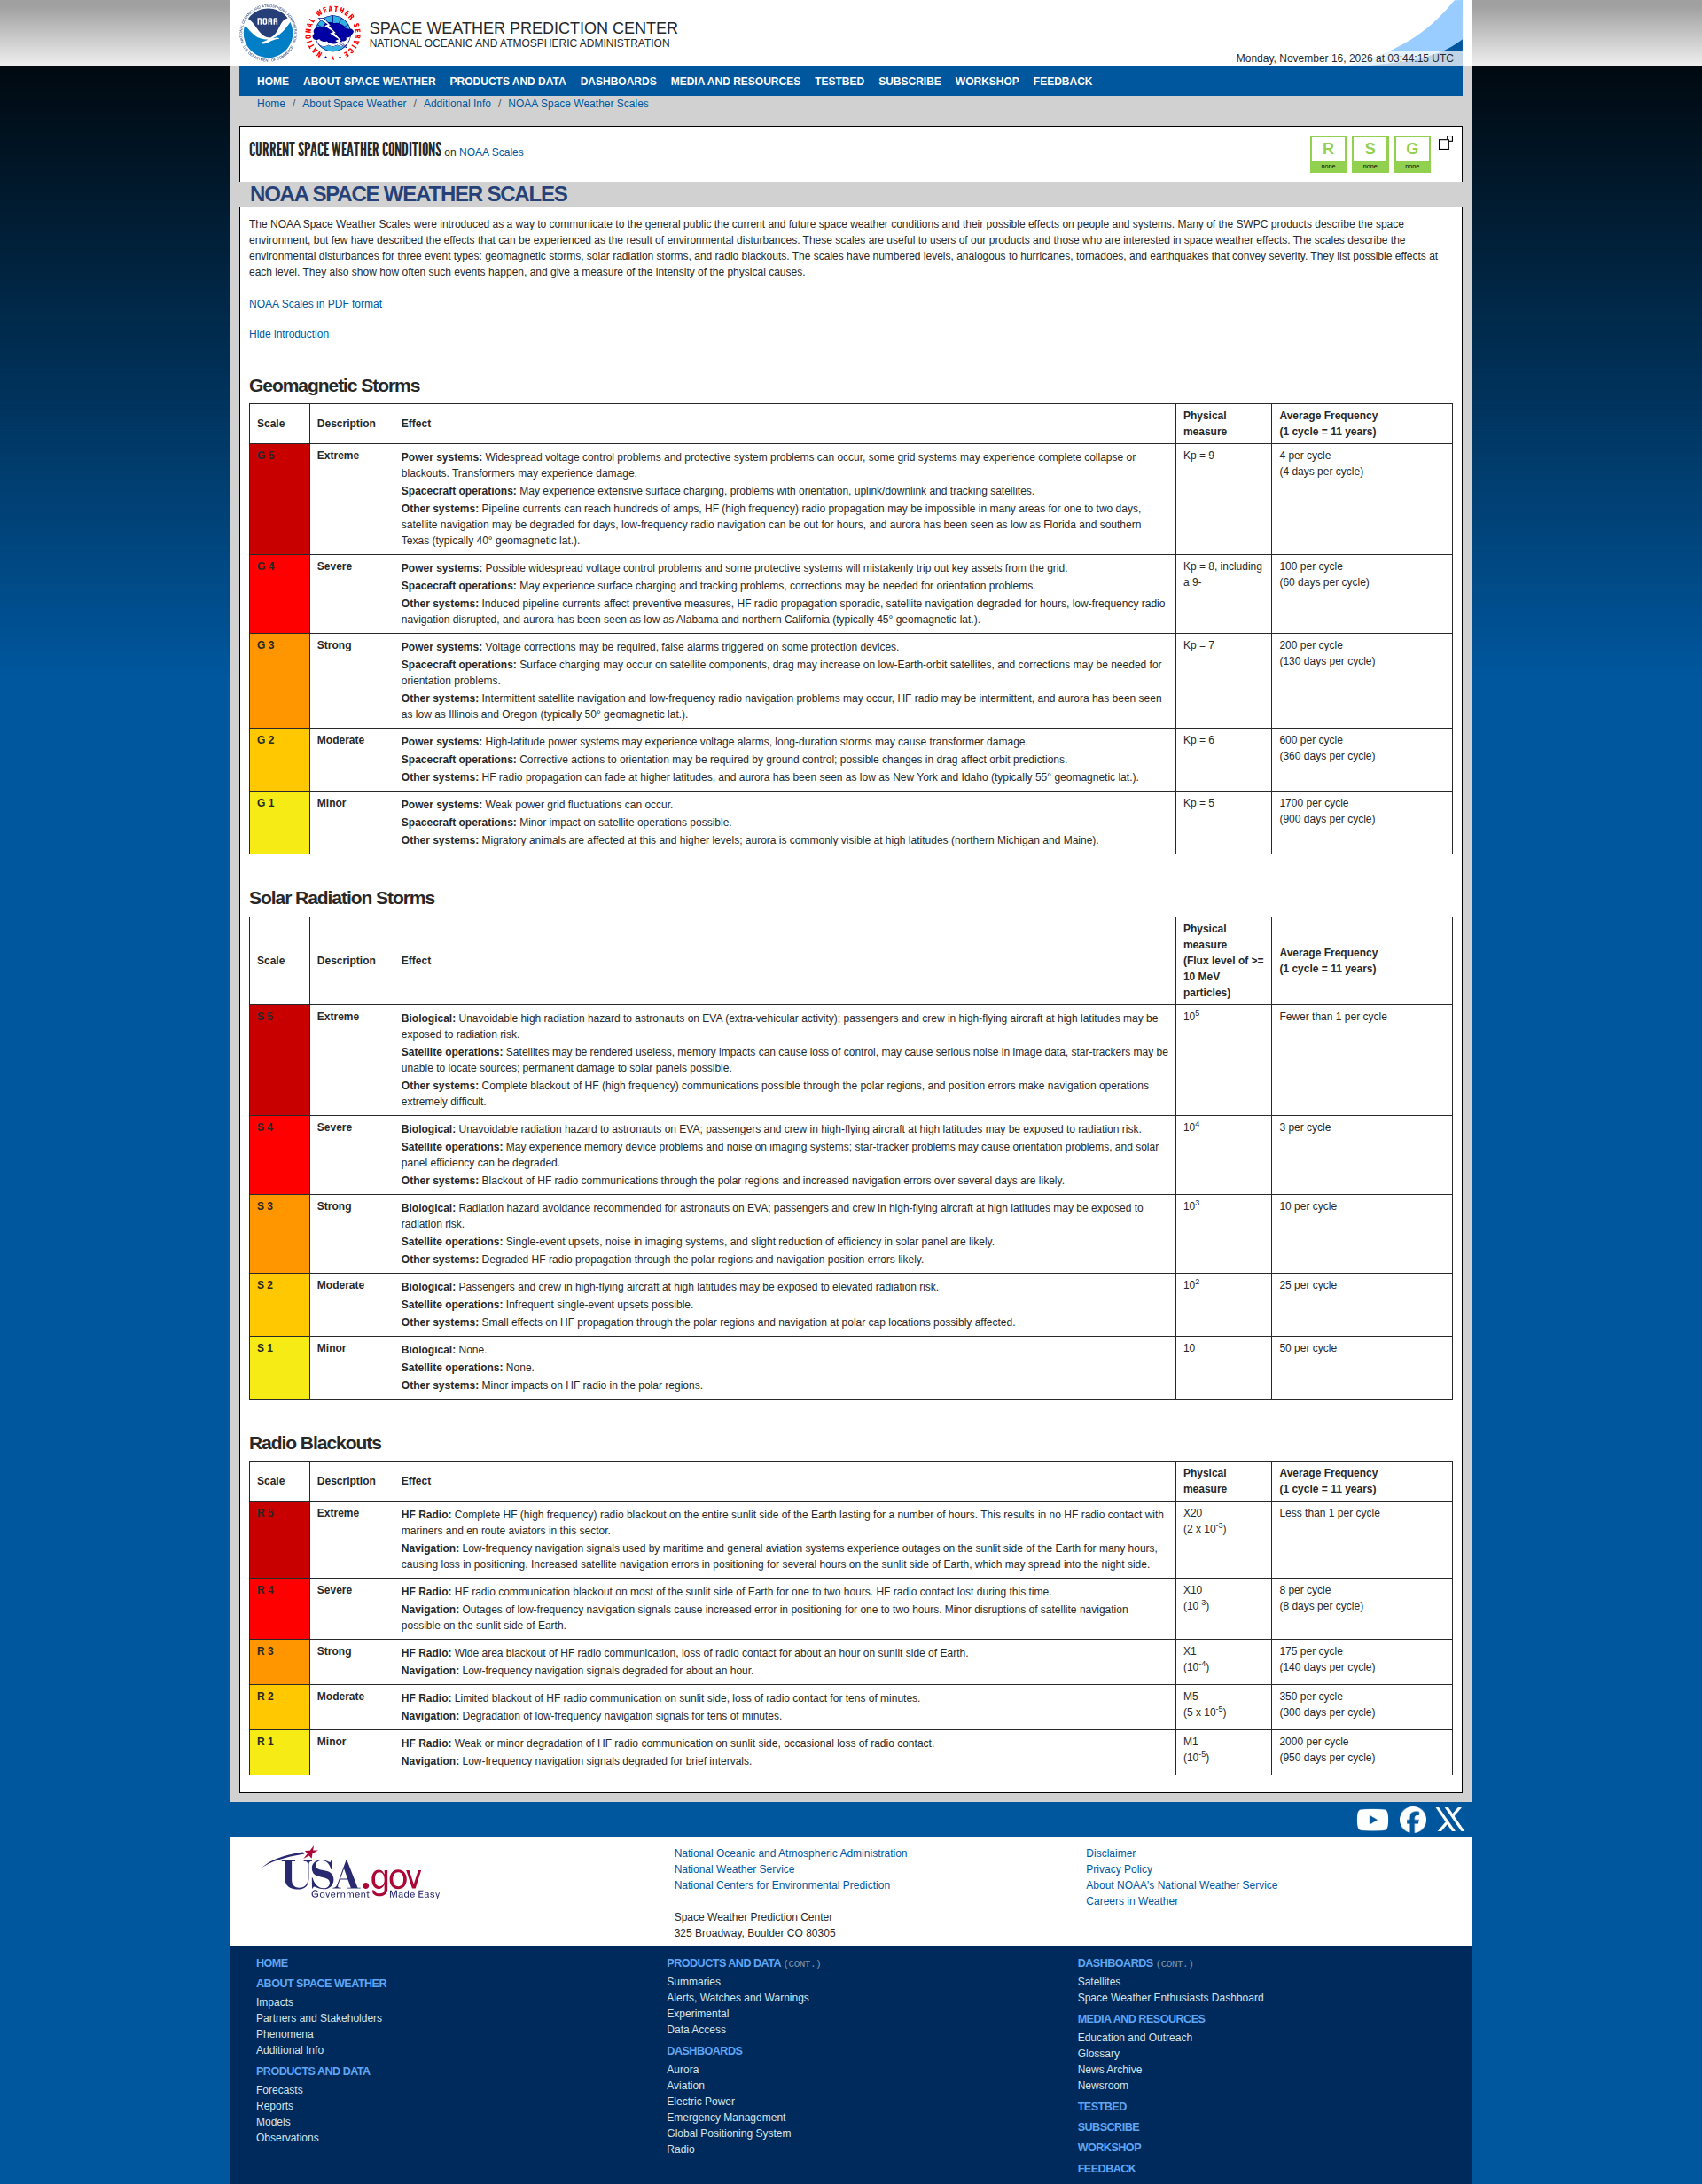 NOAA
NATIONAL WEATHER SERVICE
SPACE WEATHER PREDICTION CENTER
NATIONAL OCEANIC AND ATMOSPHERIC ADMINISTRATION
Monday, November 16, 2026 at 03:44:15 UTC
HOME ABOUT SPACE WEATHER PRODUCTS AND DATA DASHBOARDS MEDIA AND RESOURCES TESTBED SUBSCRIBE WORKSHOP FEEDBACK
Home / About Space Weather / Additional Info / NOAA Space Weather Scales
CURRENT SPACE WEATHER CONDITIONS on NOAA Scales
R S G
none none none
NOAA SPACE WEATHER SCALES
The NOAA Space Weather Scales were introduced as a way to communicate to the general public the current and future space weather conditions and their possible effects on people and systems. Many of the SWPC products describe the space
environment, but few have described the effects that can be experienced as the result of environmental disturbances. These scales are useful to users of our products and those who are interested in space weather effects. The scales describe the
environmental disturbances for three event types: geomagnetic storms, solar radiation storms, and radio blackouts. The scales have numbered levels, analogous to hurricanes, tornadoes, and earthquakes that convey severity. They list possible effects at
each level. They also show how often such events happen, and give a measure of the intensity of the physical causes.
NOAA Scales in PDF format
Hide introduction
Geomagnetic Storms
Scale Description Effect Physical measure Average Frequency (1 cycle = 11 years)
G 5 Extreme
Power systems: Widespread voltage control problems and protective system problems can occur, some grid systems may experience complete collapse or
blackouts. Transformers may experience damage.
Spacecraft operations: May experience extensive surface charging, problems with orientation, uplink/downlink and tracking satellites.
Other systems: Pipeline currents can reach hundreds of amps, HF (high frequency) radio propagation may be impossible in many areas for one to two days,
satellite navigation may be degraded for days, low-frequency radio navigation can be out for hours, and aurora has been seen as low as Florida and southern
Texas (typically 40° geomagnetic lat.).
Kp = 9
4 per cycle
(4 days per cycle)
G 4 Severe
Power systems: Possible widespread voltage control problems and some protective systems will mistakenly trip out key assets from the grid.
Spacecraft operations: May experience surface charging and tracking problems, corrections may be needed for orientation problems.
Other systems: Induced pipeline currents affect preventive measures, HF radio propagation sporadic, satellite navigation degraded for hours, low-frequency radio
navigation disrupted, and aurora has been seen as low as Alabama and northern California (typically 45° geomagnetic lat.).
Kp = 8, including
a 9-
100 per cycle
(60 days per cycle)
G 3 Strong
Power systems: Voltage corrections may be required, false alarms triggered on some protection devices.
Spacecraft operations: Surface charging may occur on satellite components, drag may increase on low-Earth-orbit satellites, and corrections may be needed for
orientation problems.
Other systems: Intermittent satellite navigation and low-frequency radio navigation problems may occur, HF radio may be intermittent, and aurora has been seen
as low as Illinois and Oregon (typically 50° geomagnetic lat.).
Kp = 7
200 per cycle
(130 days per cycle)
G 2 Moderate
Power systems: High-latitude power systems may experience voltage alarms, long-duration storms may cause transformer damage.
Spacecraft operations: Corrective actions to orientation may be required by ground control; possible changes in drag affect orbit predictions.
Other systems: HF radio propagation can fade at higher latitudes, and aurora has been seen as low as New York and Idaho (typically 55° geomagnetic lat.).
Kp = 6
600 per cycle
(360 days per cycle)
G 1 Minor
Power systems: Weak power grid fluctuations can occur.
Spacecraft operations: Minor impact on satellite operations possible.
Other systems: Migratory animals are affected at this and higher levels; aurora is commonly visible at high latitudes (northern Michigan and Maine).
Kp = 5
1700 per cycle
(900 days per cycle)
Solar Radiation Storms
Scale Description Effect Physical measure (Flux level of >= 10 MeV particles) Average Frequency (1 cycle = 11 years)
S 5 Extreme
Biological: Unavoidable high radiation hazard to astronauts on EVA (extra-vehicular activity); passengers and crew in high-flying aircraft at high latitudes may be
exposed to radiation risk.
Satellite operations: Satellites may be rendered useless, memory impacts can cause loss of control, may cause serious noise in image data, star-trackers may be
unable to locate sources; permanent damage to solar panels possible.
Other systems: Complete blackout of HF (high frequency) communications possible through the polar regions, and position errors make navigation operations
extremely difficult.
10⁵
Fewer than 1 per cycle
S 4 Severe
Biological: Unavoidable radiation hazard to astronauts on EVA; passengers and crew in high-flying aircraft at high latitudes may be exposed to radiation risk.
Satellite operations: May experience memory device problems and noise on imaging systems; star-tracker problems may cause orientation problems, and solar
panel efficiency can be degraded.
Other systems: Blackout of HF radio communications through the polar regions and increased navigation errors over several days are likely.
10⁴
3 per cycle
S 3 Strong
Biological: Radiation hazard avoidance recommended for astronauts on EVA; passengers and crew in high-flying aircraft at high latitudes may be exposed to
radiation risk.
Satellite operations: Single-event upsets, noise in imaging systems, and slight reduction of efficiency in solar panel are likely.
Other systems: Degraded HF radio propagation through the polar regions and navigation position errors likely.
10³
10 per cycle
S 2 Moderate
Biological: Passengers and crew in high-flying aircraft at high latitudes may be exposed to elevated radiation risk.
Satellite operations: Infrequent single-event upsets possible.
Other systems: Small effects on HF propagation through the polar regions and navigation at polar cap locations possibly affected.
10²
25 per cycle
S 1 Minor
Biological: None.
Satellite operations: None.
Other systems: Minor impacts on HF radio in the polar regions.
10
50 per cycle
Radio Blackouts
Scale Description Effect Physical measure Average Frequency (1 cycle = 11 years)
R 5 Extreme
HF Radio: Complete HF (high frequency) radio blackout on the entire sunlit side of the Earth lasting for a number of hours. This results in no HF radio contact with
mariners and en route aviators in this sector.
Navigation: Low-frequency navigation signals used by maritime and general aviation systems experience outages on the sunlit side of the Earth for many hours,
causing loss in positioning. Increased satellite navigation errors in positioning for several hours on the sunlit side of Earth, which may spread into the night side.
X20
(2 x 10⁻³)
Less than 1 per cycle
R 4 Severe
HF Radio: HF radio communication blackout on most of the sunlit side of Earth for one to two hours. HF radio contact lost during this time.
Navigation: Outages of low-frequency navigation signals cause increased error in positioning for one to two hours. Minor disruptions of satellite navigation
possible on the sunlit side of Earth.
X10
(10⁻³)
8 per cycle
(8 days per cycle)
R 3 Strong
HF Radio: Wide area blackout of HF radio communication, loss of radio contact for about an hour on sunlit side of Earth.
Navigation: Low-frequency navigation signals degraded for about an hour.
X1
(10⁻⁴)
175 per cycle
(140 days per cycle)
R 2 Moderate
HF Radio: Limited blackout of HF radio communication on sunlit side, loss of radio contact for tens of minutes.
Navigation: Degradation of low-frequency navigation signals for tens of minutes.
M5
(5 x 10⁻⁵)
350 per cycle
(300 days per cycle)
R 1 Minor
HF Radio: Weak or minor degradation of HF radio communication on sunlit side, occasional loss of radio contact.
Navigation: Low-frequency navigation signals degraded for brief intervals.
M1
(10⁻⁵)
2000 per cycle
(950 days per cycle)
USA.gov
Government Made Easy
National Oceanic and Atmospheric Administration
National Weather Service
National Centers for Environmental Prediction
Space Weather Prediction Center
325 Broadway, Boulder CO 80305
Disclaimer
Privacy Policy
About NOAA's National Weather Service
Careers in Weather
HOME
ABOUT SPACE WEATHER
Impacts
Partners and Stakeholders
Phenomena
Additional Info
PRODUCTS AND DATA
Forecasts
Reports
Models
Observations
PRODUCTS AND DATA (CONT.)
Summaries
Alerts, Watches and Warnings
Experimental
Data Access
DASHBOARDS
Aurora
Aviation
Electric Power
Emergency Management
Global Positioning System
Radio
DASHBOARDS (CONT.)
Satellites
Space Weather Enthusiasts Dashboard
MEDIA AND RESOURCES
Education and Outreach
Glossary
News Archive
Newsroom
TESTBED
SUBSCRIBE
WORKSHOP
FEEDBACK